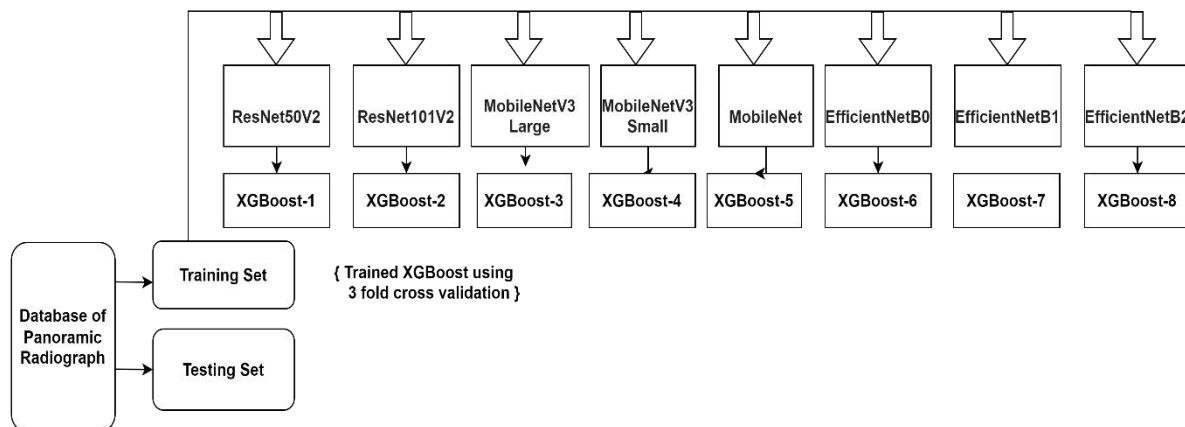 ResNet50V2
ResNet101V2
MobileNetV3
Large
MobileNetV3
Small
MobileNet
EfficientNetB0
EfficientNetB1
EfficientNetB2
XGBoost-1
XGBoost-2
XGBoost-3
XGBoost-4
XGBoost-5
XGBoost-6
XGBoost-7
XGBoost-8
Training Set
{ Trained XGBoost using
3 fold cross validation }
Database of
Panoramic
Radiograph
Testing Set